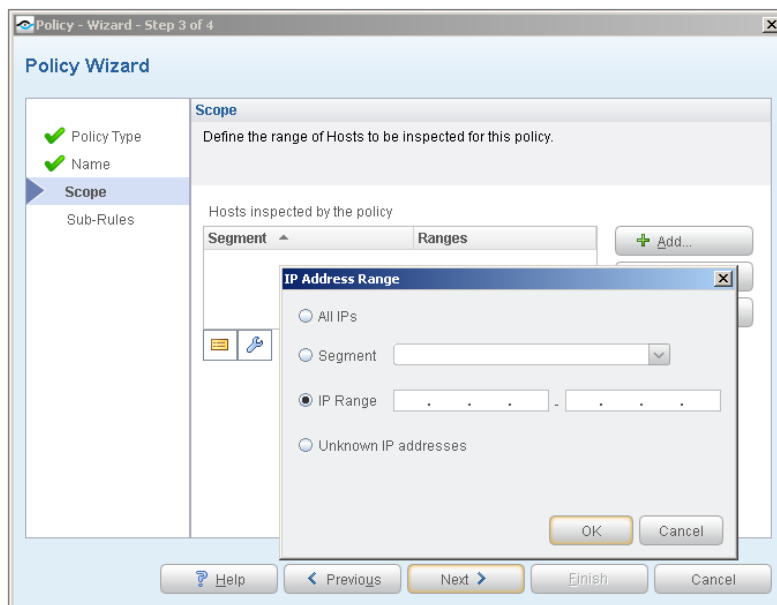 Policy - Wizard - Step 3 of 4
Policy Wizard
Policy Type
Name
Scope
Sub-Rules
Scope
Define the range of Hosts to be inspected for this policy.
Hosts inspected by the policy
Segment
Ranges
Add...
IP Address Range
All IPs
Segment
IP Range . . . - . . .
Unknown IP addresses
OK
Cancel
Help
Previous
Next
Finish
Cancel